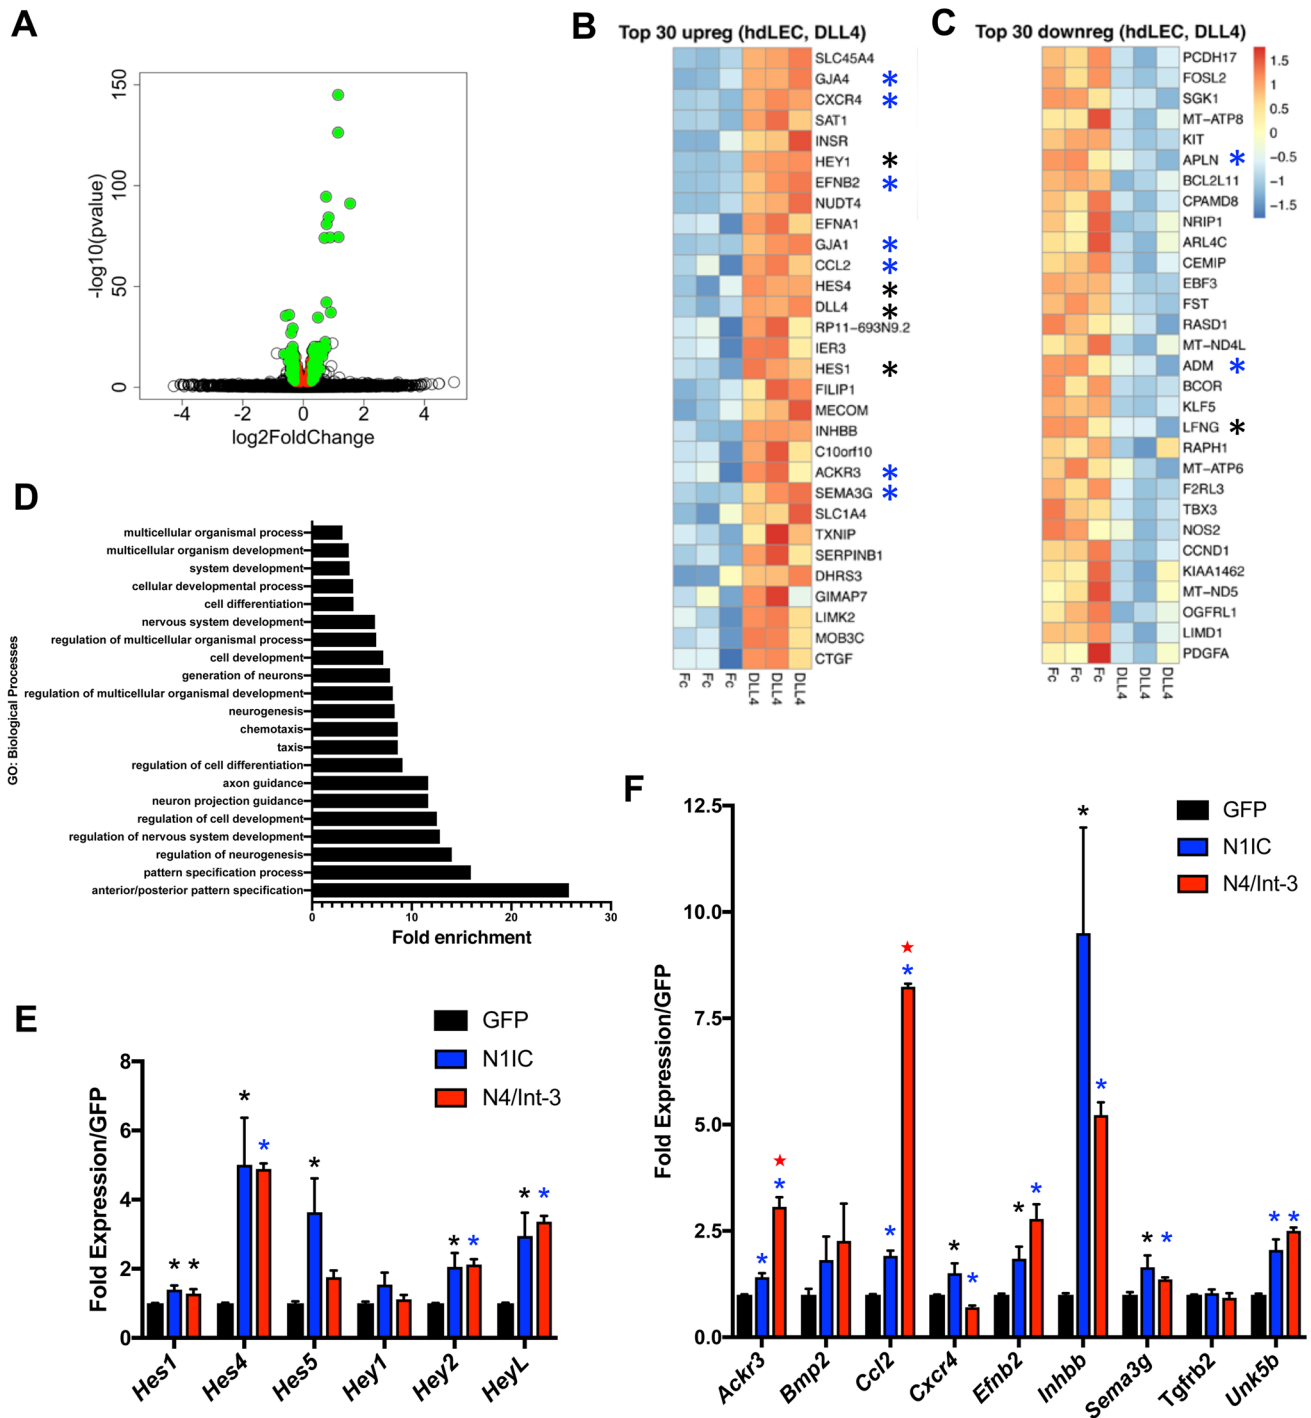 A
150
100
50
0
-log10(pvalue)
-4 -2 0 2 4
log2FoldChange
B
Top 30 upreg (hdLEC, DLL4)
SLC45A4
GJA4 *
CXCR4 *
SAT1
INSR
HEY1 *
EFNB2 *
NUDT4
EFNA1
GJA1 *
CCL2 *
HES4 *
DLL4 *
RP11-693N9.2
IER3
HES1 *
FILIP1
MECOM
INHBB
C10orf10
ACKR3 *
SEMA3G *
SLC1A4
TXNIP
SERPINB1
DHRS3
GIMAP7
LIMK2
MOB3C
CTGF
Fc Fc Fc DLL4 DLL4 DLL4
C
Top 30 downreg (hdLEC, DLL4)
PCDH17
FOSL2
SGK1
MT-ATP8
KIT
APLN *
BCL2L11
CPAMD8
NRIP1
ARL4C
CEMIP
EBF3
FST
RASD1
MT-ND4L
ADM *
BCOR
KLF5
LFNG *
RAPH1
MT-ATP6
F2RL3
TBX3
NOS2
CCND1
KIAA1462
MT-ND5
OGFRL1
LIMD1
PDGFA
Fc Fc Fc DLL4 DLL4 DLL4
1.5
1
0.5
0
-0.5
-1
-1.5
D
GO: Biological Processes
multicellular organismal process
multicellular organism development
system development
cellular developmental process
cell differentiation
nervous system development
regulation of multicellular organismal process
cell development
generation of neurons
regulation of multicellular organismal development
neurogenesis
chemotaxis
taxis
regulation of cell differentiation
axon guidance
neuron projection guidance
regulation of cell development
regulation of nervous system development
regulation of neurogenesis
pattern specification process
anterior/posterior pattern specification
0 10 20 30
Fold enrichment
E
GFP
N1IC
N4/Int-3
Fold Expression/GFP
8
6
4
2
0
* * * * * * * * *
Hes1 Hes4 Hes5 Hey1 Hey2 HeyL
F
GFP
N1IC
N4/Int-3
Fold Expression/GFP
12.5
10.0
7.5
5.0
2.5
0.0
★ ★
* * * * * * * * * * * * * *
Ackr3 Bmp2 Ccl2 Cxcr4 Efnb2 Inhbb Sema3g Tgfrb2 Unk5b